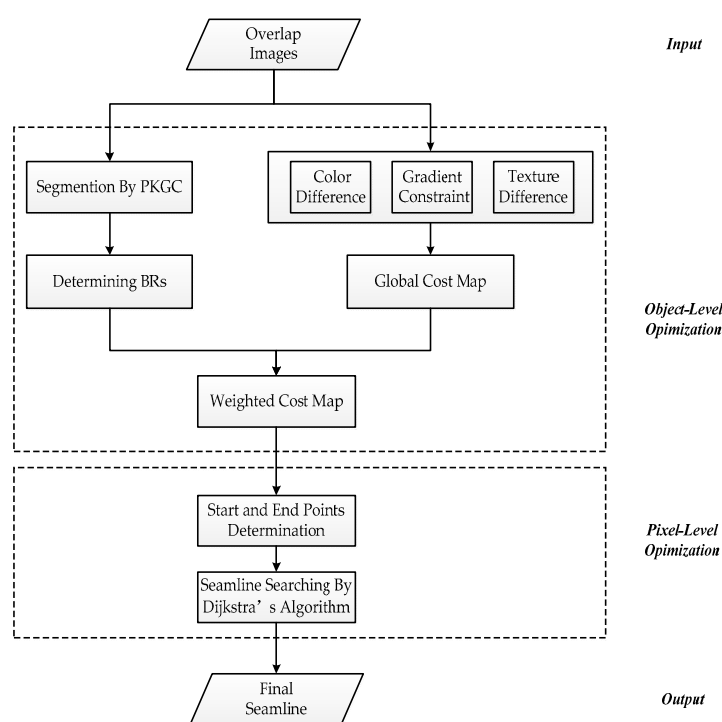 Overlap
Images
Input
Segmention By PKGC
Color
Difference
Gradient
Constraint
Texture
Difference
Determining BRs
Global Cost Map
Object-Level
Opimization
Weighted Cost Map
Start and End Points
Determination
Pixel-Level
Opimization
Seamline Searching By
Dijkstra’s Algorithm
Final
Seamline
Output